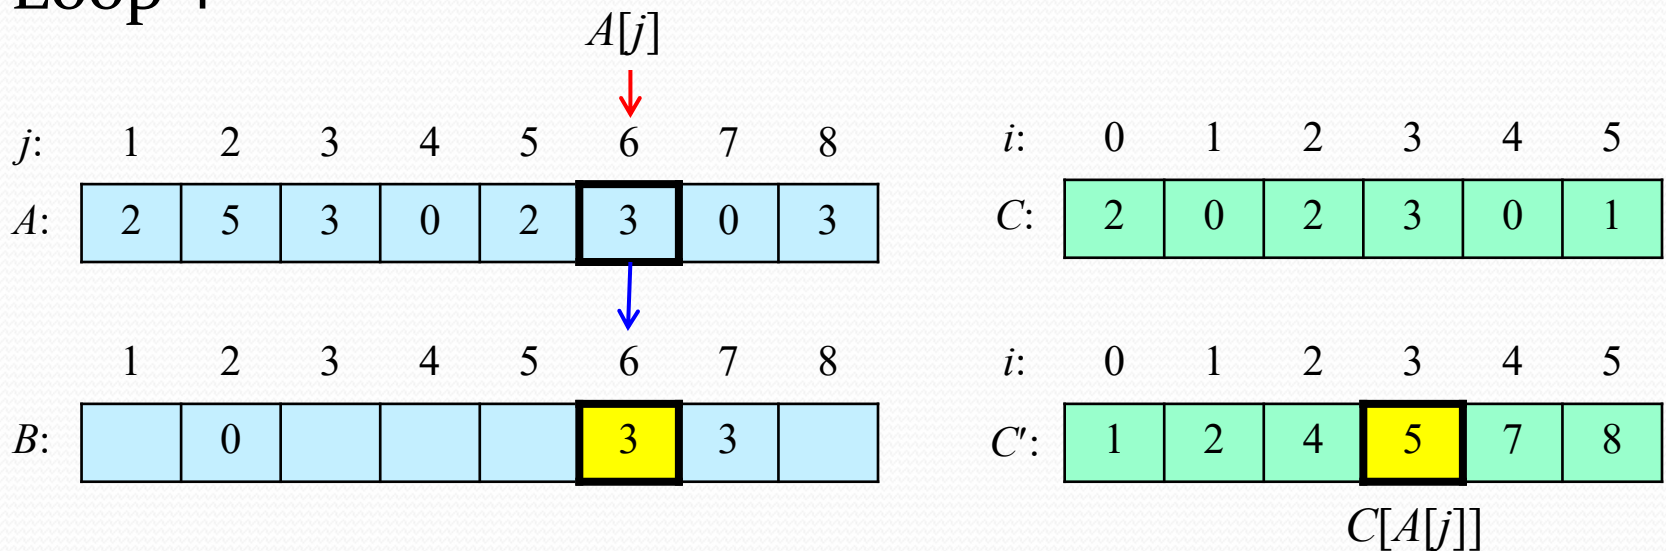 Loop 4
A[j]
j: 1 2 3 4 5 6 7 8
A: 2 5 3 0 2 3 0 3
i: 0 1 2 3 4 5
C: 2 0 2 3 0 1
1 2 3 4 5 6 7 8
B: 0 3 3
i: 0 1 2 3 4 5
C': 1 2 4 5 7 8
C[A[j]]